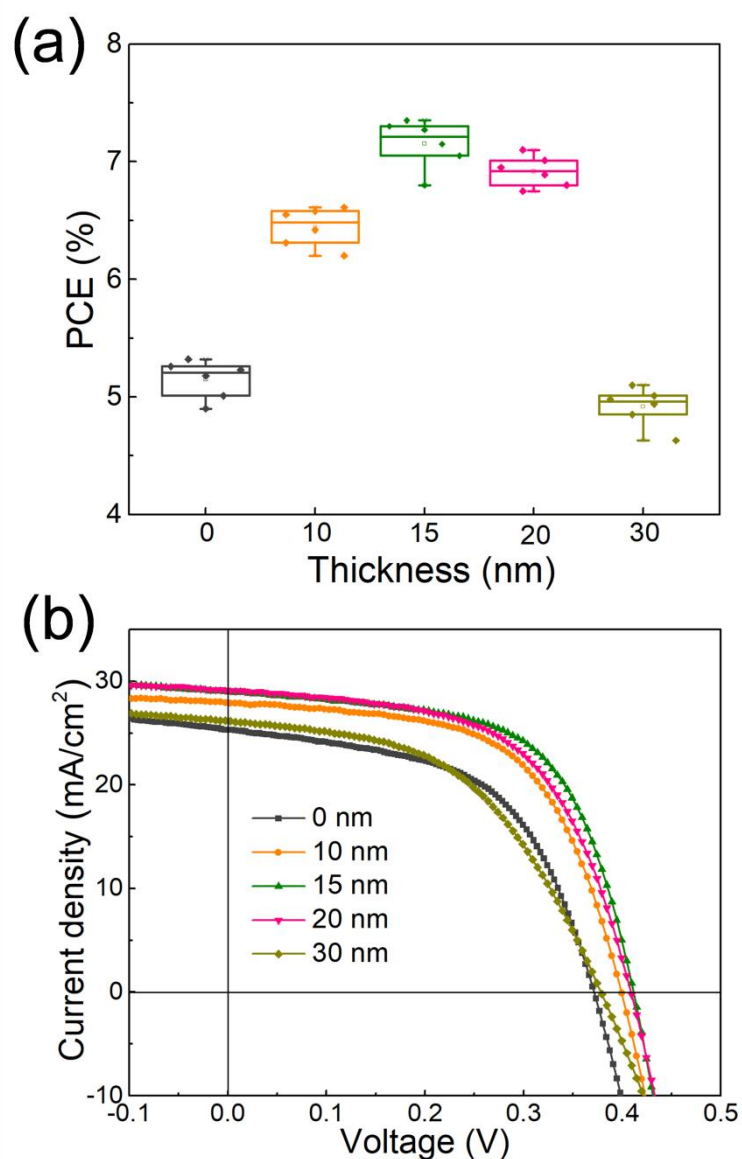 (a)
8
7
6
5
4
PCE (%)
0 10 15 20 30
Thickness (nm)
(b)
30
20
10
0
-10
Current density (mA/cm²)
0 nm
10 nm
15 nm
20 nm
30 nm
-0.1 0.0 0.1 0.2 0.3 0.4 0.5
Voltage (V)